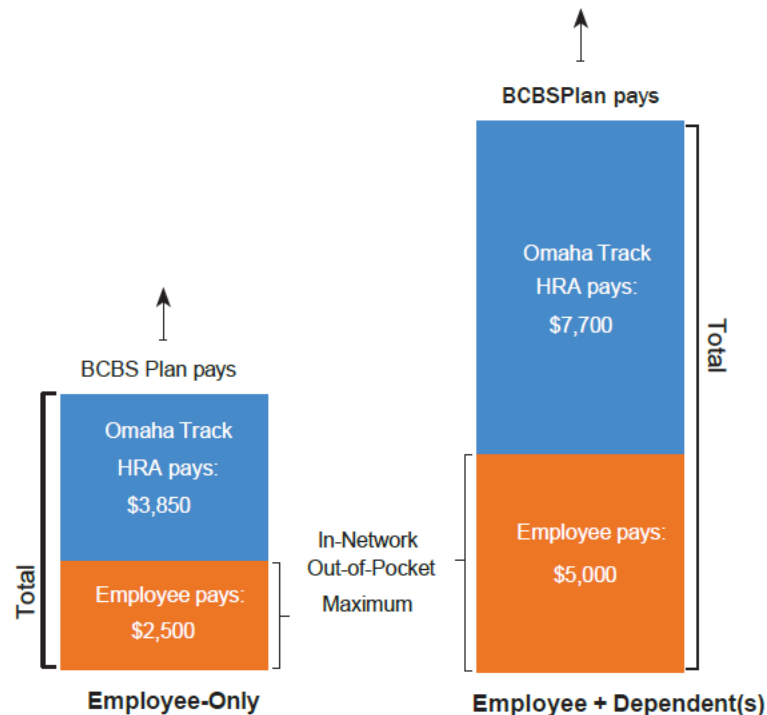 BCBS Plan pays
Omaha Track
HRA pays:
$3,850
Employee pays:
$2,500
Total
Employee-Only
In-Network
Out-of-Pocket
Maximum
BCBSPlan pays
Omaha Track
HRA pays:
$7,700
Employee pays:
$5,000
Total
Employee + Dependent(s)